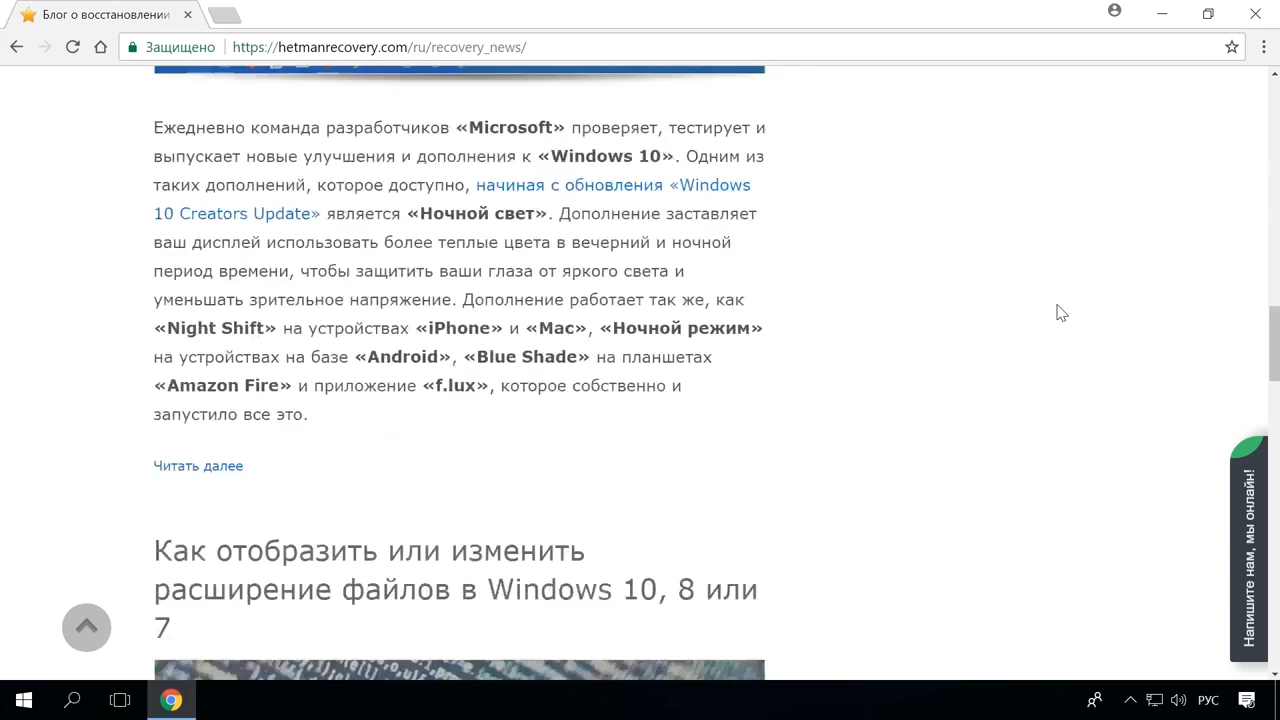 Блог о восстановлении
Защищено
https://hetmanrecovery.com/ru/recovery_news/
Ежедневно команда разработчиков «Microsoft» проверяет, тестирует и
выпускает новые улучшения и дополнения к «Windows 10». Одним из
таких дополнений, которое доступно, начиная с обновления «Windows
10 Creators Update» является «Ночной свет». Дополнение заставляет
ваш дисплей использовать более теплые цвета в вечерний и ночной
период времени, чтобы защитить ваши глаза от яркого света и
уменьшать зрительное напряжение. Дополнение работает так же, как
«Night Shift» на устройствах «iPhone» и «Mac», «Ночной режим»
на устройствах на базе «Android», «Blue Shade» на планшетах
«Amazon Fire» и приложение «f.lux», которое собственно и
запустило все это.
Читать далее
Как отобразить или изменить
расширение файлов в Windows 10, 8 или
7
Напишите нам, мы онлайн!
РУС